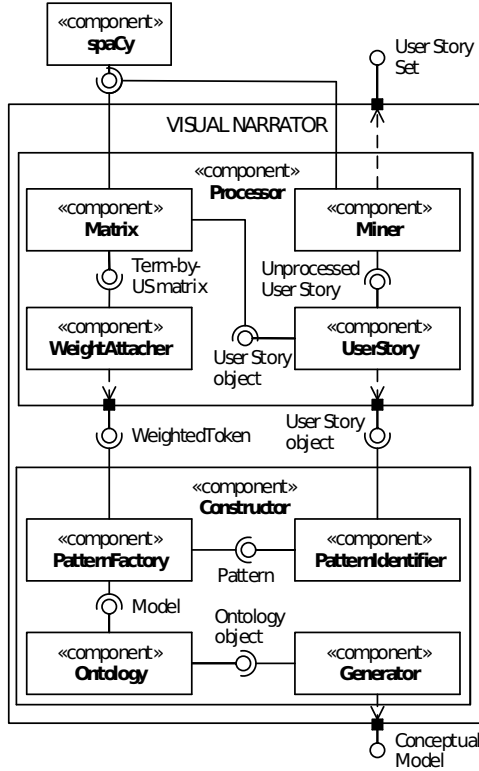 «component»
spaCy
User Story
Set
VISUAL NARRATOR
«component»
Processor
«component»
Matrix
«component»
Miner
Term-by-
US matrix
Unprocessed
User Story
«component»
WeightAttacher
«component»
UserStory
User Story
object
WeightedToken
User Story
object
«component»
Constructor
«component»
PatternFactory
«component»
PatternIdentifier
Pattern
Model
Ontology
object
«component»
Ontology
«component»
Generator
Conceptual
Model